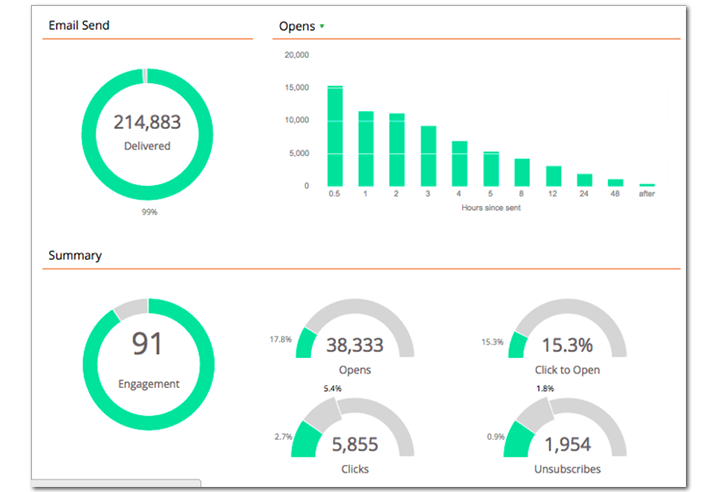 Email Send
Opens
20,000
15,000
10,000
5,000
0
0.5 1 2 3 4 5 8 12 24 48 after
Hours since sent
214,883
Delivered
99%
Summary
91
Engagement
17.8%
38,333
Opens
15.3%
15.3%
Click to Open
5.4%
2.7%
5,855
Clicks
1.8%
0.9%
1,954
Unsubscribes